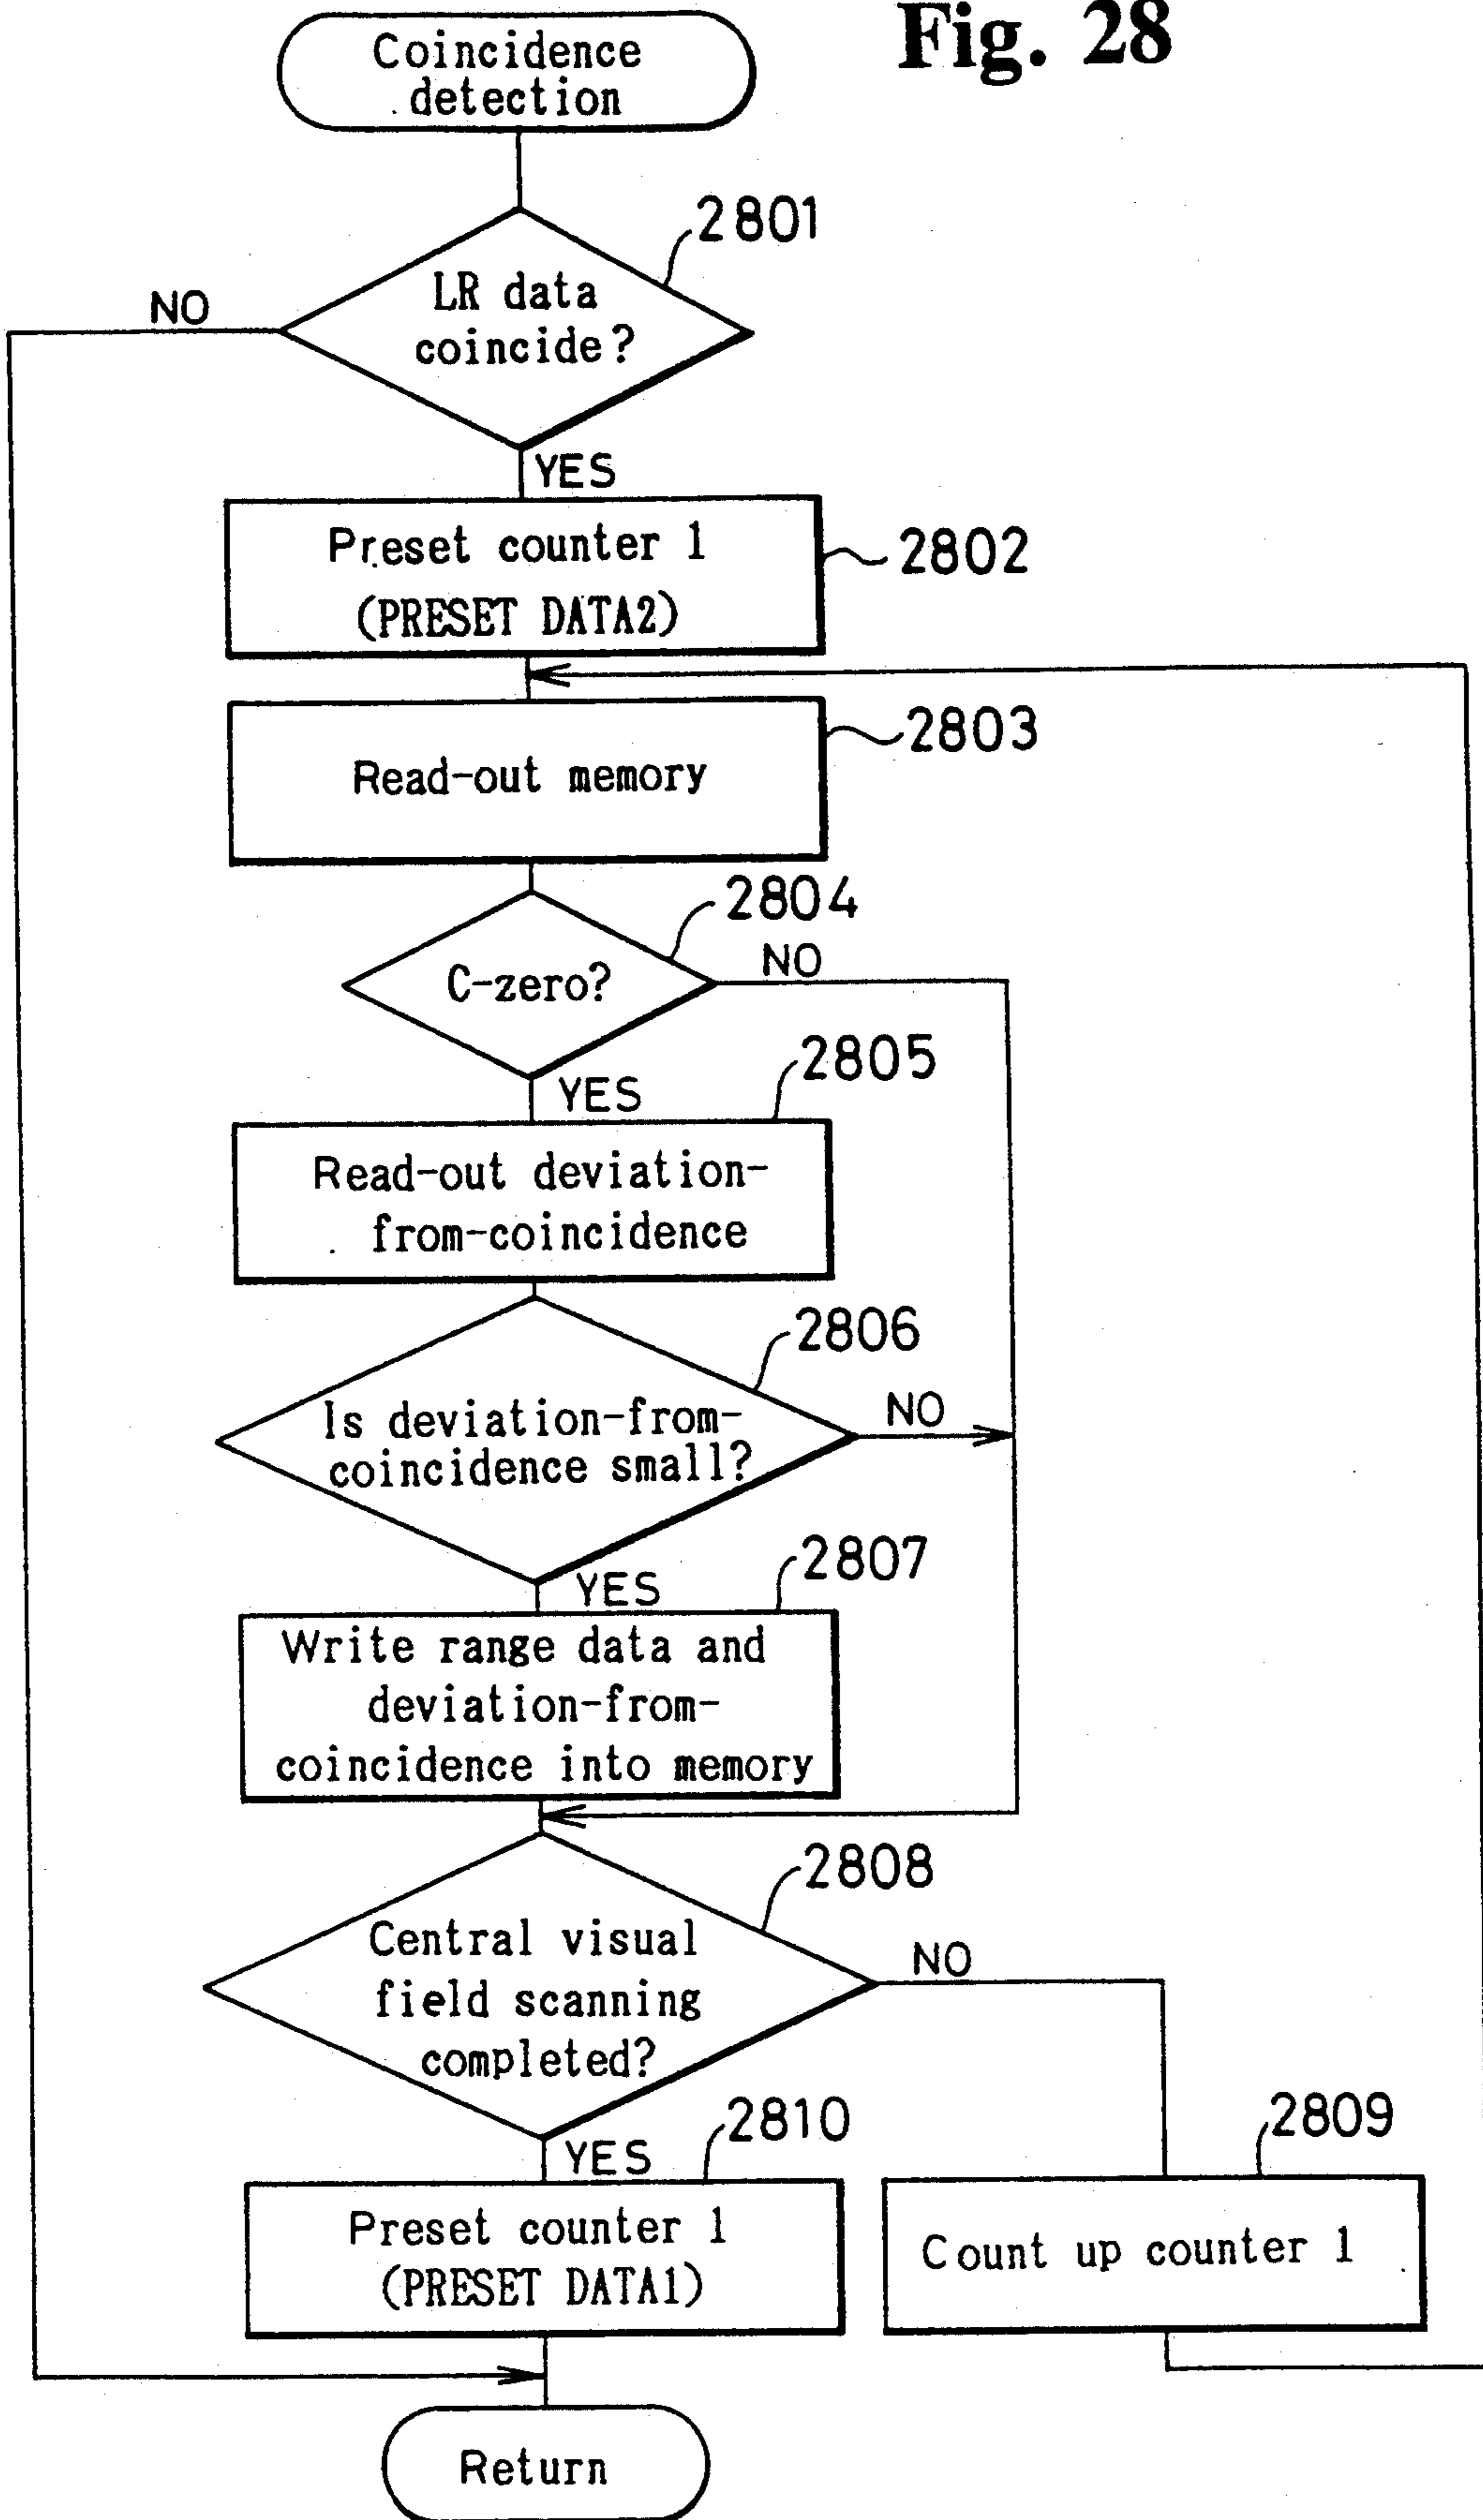 Fig. 28
Coincidence
detection
2801
LR data
coincide?
NO
YES
Preset counter 1
(PRESET DATA2)
2802
Read-out memory
2803
2804
C-zero?
NO
YES
2805
Read-out deviation-
from-coincidence
2806
Is deviation-from-
coincidence small?
NO
YES
2807
Write range data and
deviation-from-
coincidence into memory
2808
Central visual
field scanning
completed?
NO
YES
2810
Preset counter 1
(PRESET DATA1)
2809
Count up counter 1
Return